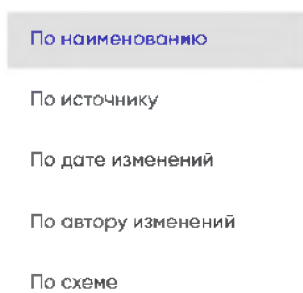 По наименованию
По источнику
По дате изменений
По автору изменений
По схеме